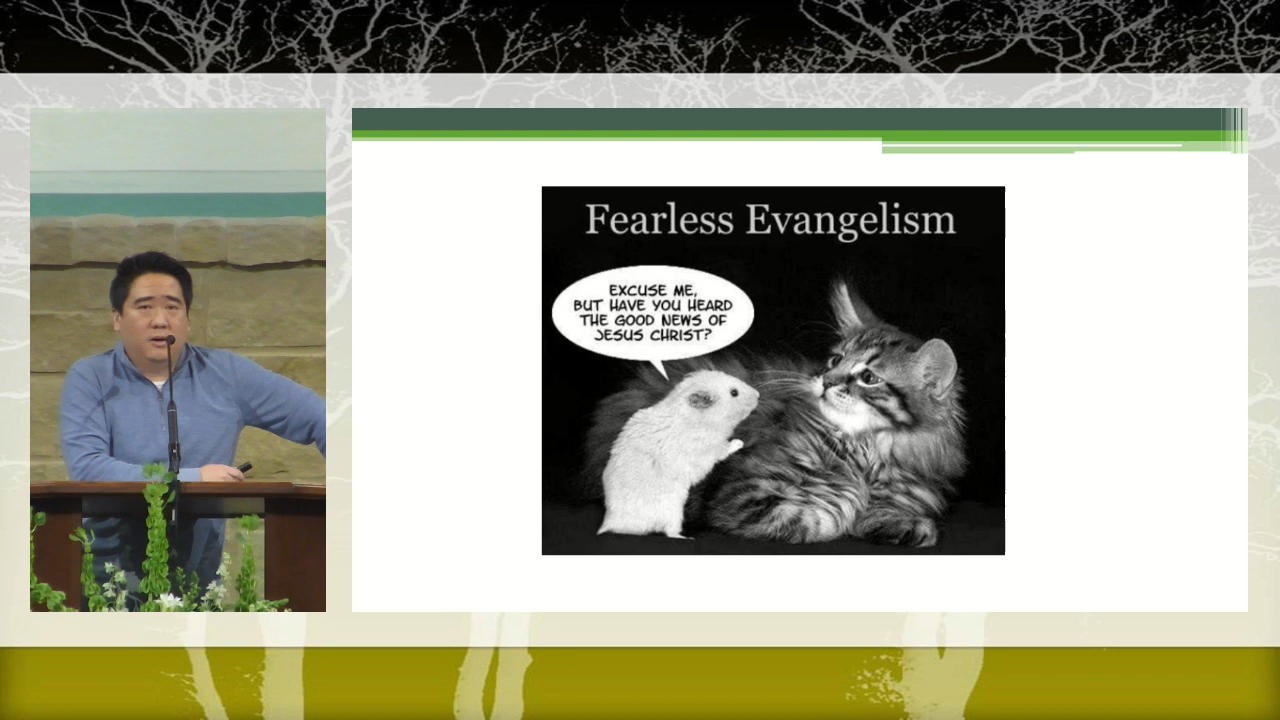 Fearless Evangelism
EXCUSE ME,
BUT HAVE YOU HEARD
THE GOOD NEWS OF
JESUS CHRIST?